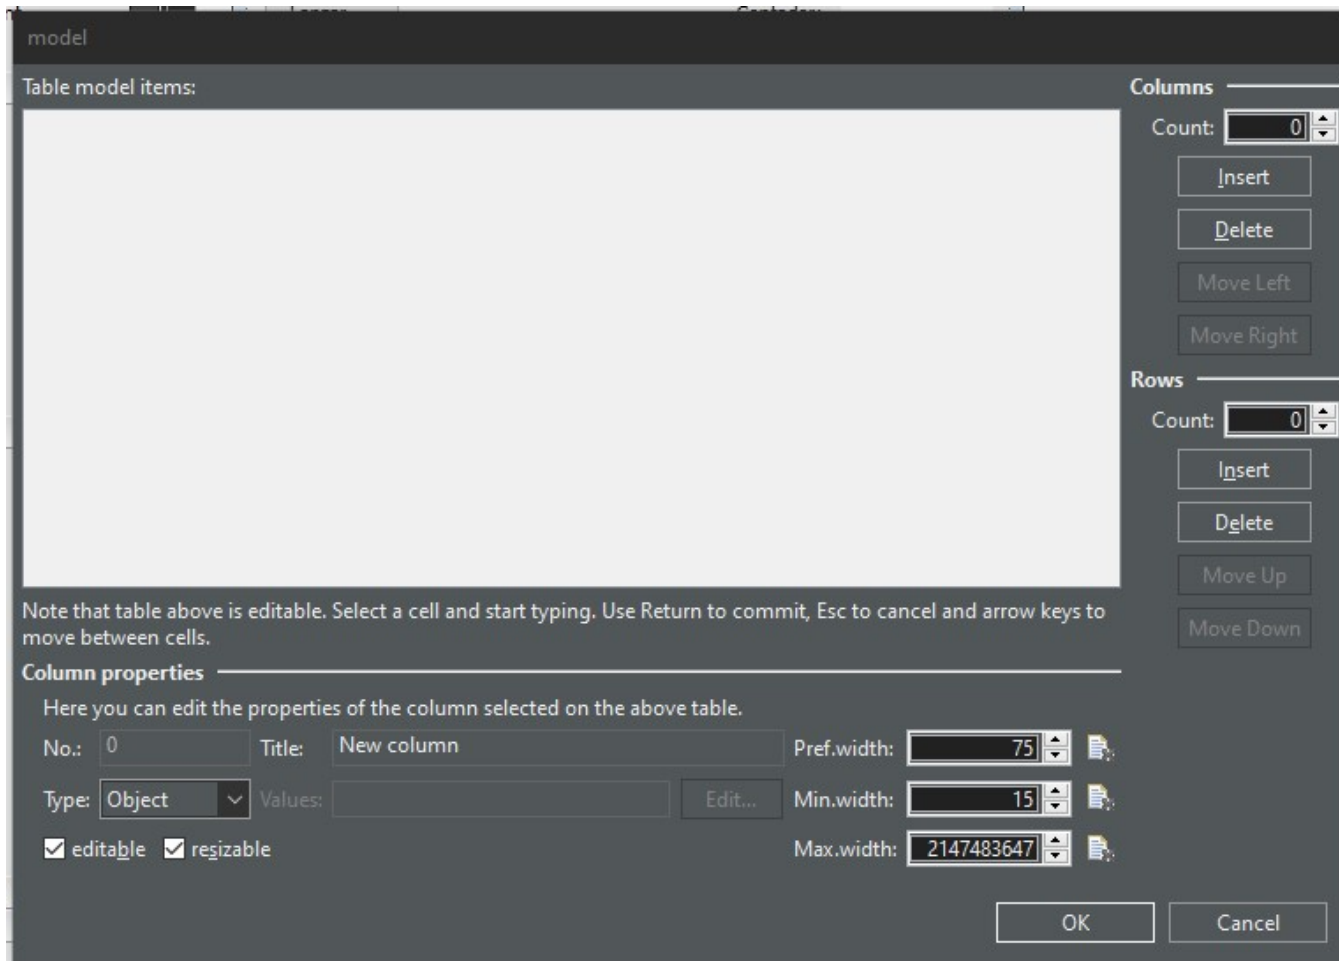 model
Table model items:
Columns
Count: 0
Insert
Delete
Move Left
Move Right
Rows
Count: 0
Insert
Delete
Move Up
Move Down
Note that table above is editable. Select a cell and start typing. Use Return to commit, Esc to cancel and arrow keys to
move between cells.
Column properties
Here you can edit the properties of the column selected on the above table.
No.: 0 Title: New column Pref.width: 75
Type: Object Values: Edit... Min.width: 15
editable resizable Max.width: 2147483647
OK Cancel